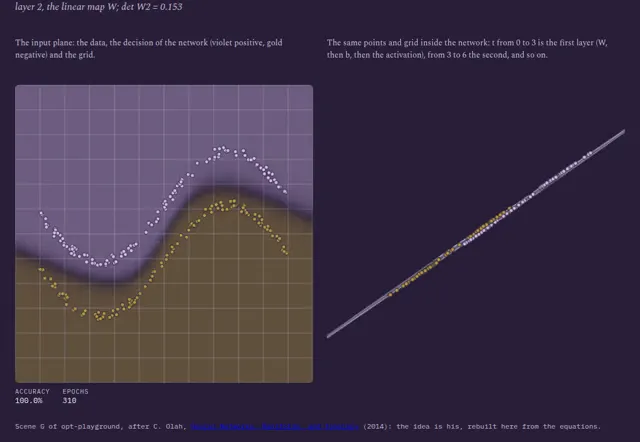 layer 2, the linear map W; det W2 = 0.153
The input plane: the data, the decision of the network (violet positive, gold
negative) and the grid.
The same points and grid inside the network: t from 0 to 3 is the first layer (W,
then b, then the activation), from 3 to 6 the second, and so on.
ACCURACY EPOCHS
100.0% 310
Scene G of opt-playground, after C. Olah, (2014): the idea is his, rebuilt here from the equations.